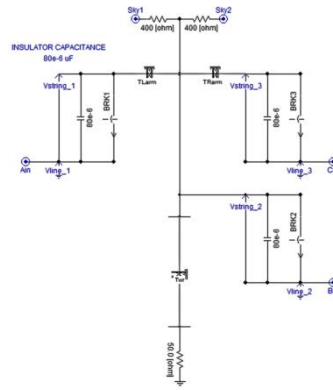 Sky1
Sky2
400 [ohm]
400 [ohm]
INSULATOR CAPACITANCE
80e-6 uF
Vstring_1
80e-6
BRK1
TLarm
TRarm
Vstring_3
80e-6
BRK3
Ain
Vline_1
Vline_3
C
Vstring_2
80e-6
BRK2
Vline_2
B
50.0 [ohm]